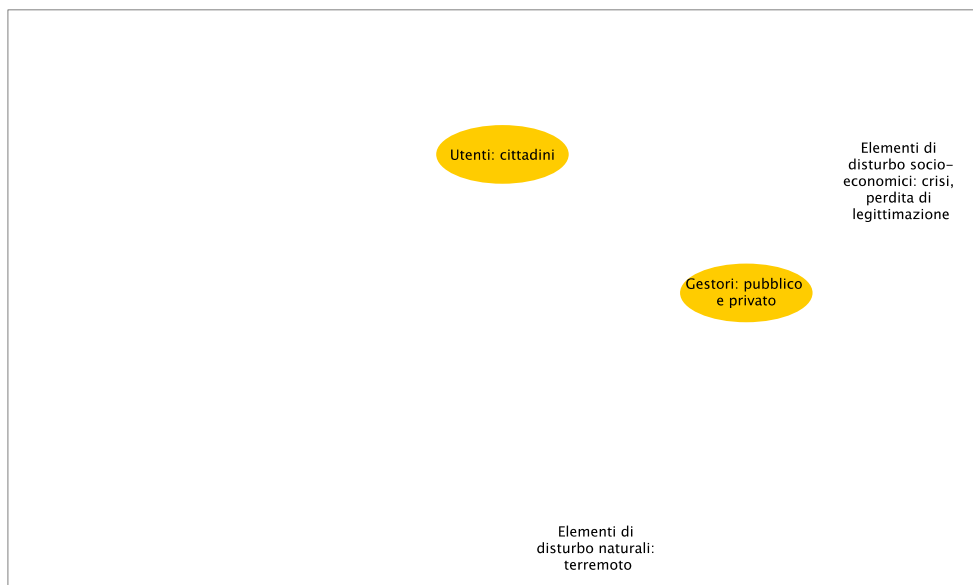 Utenti: cittadini
Elementi di
disturbo socio-
economici: crisi,
perdita di
legittimazione
Gestori: pubblico
e privato
Elementi di
disturbo naturali:
terremoto